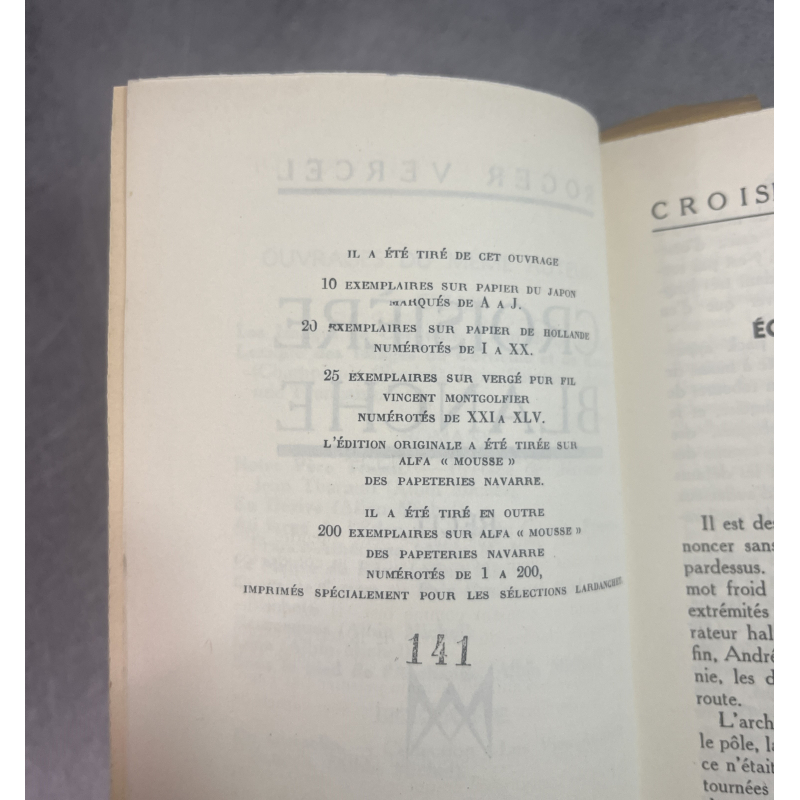 IL A ÉTÉ TIRÉ DE CET OUVRAGE
10 EXEMPLAIRES SUR PAPIER DU JAPON
MARQUÉS DE A A J.
20 EXEMPLAIRES SUR PAPIER DE HOLLANDE
NUMÉROTÉS DE I A XX.
25 EXEMPLAIRES SUR VERGÉ PUR FIL
VINCENT MONTGOLFIER
NUMÉROTÉS DE XXI A XLV.
L'ÉDITION ORIGINALE A ÉTÉ TIRÉE SUR
ALFA « MOUSSE »
DES PAPETERIES NAVARRE.
IL A ÉTÉ TIRÉ EN OUTRE
200 EXEMPLAIRES SUR ALFA « MOUSSE »
DES PAPETERIES NAVARRE
NUMÉROTÉS DE 1 A 200,
IMPRIMÉS SPÉCIALEMENT POUR LES SÉLECTIONS LARDANCHET.
141
CROIS
ÉC
Il est des
noncer sans
pardessus.
mot froid
extrémités
rateur hal
fin, André
nie, les d
route.
L'arch
le pôle, la
ce n'était
tournées